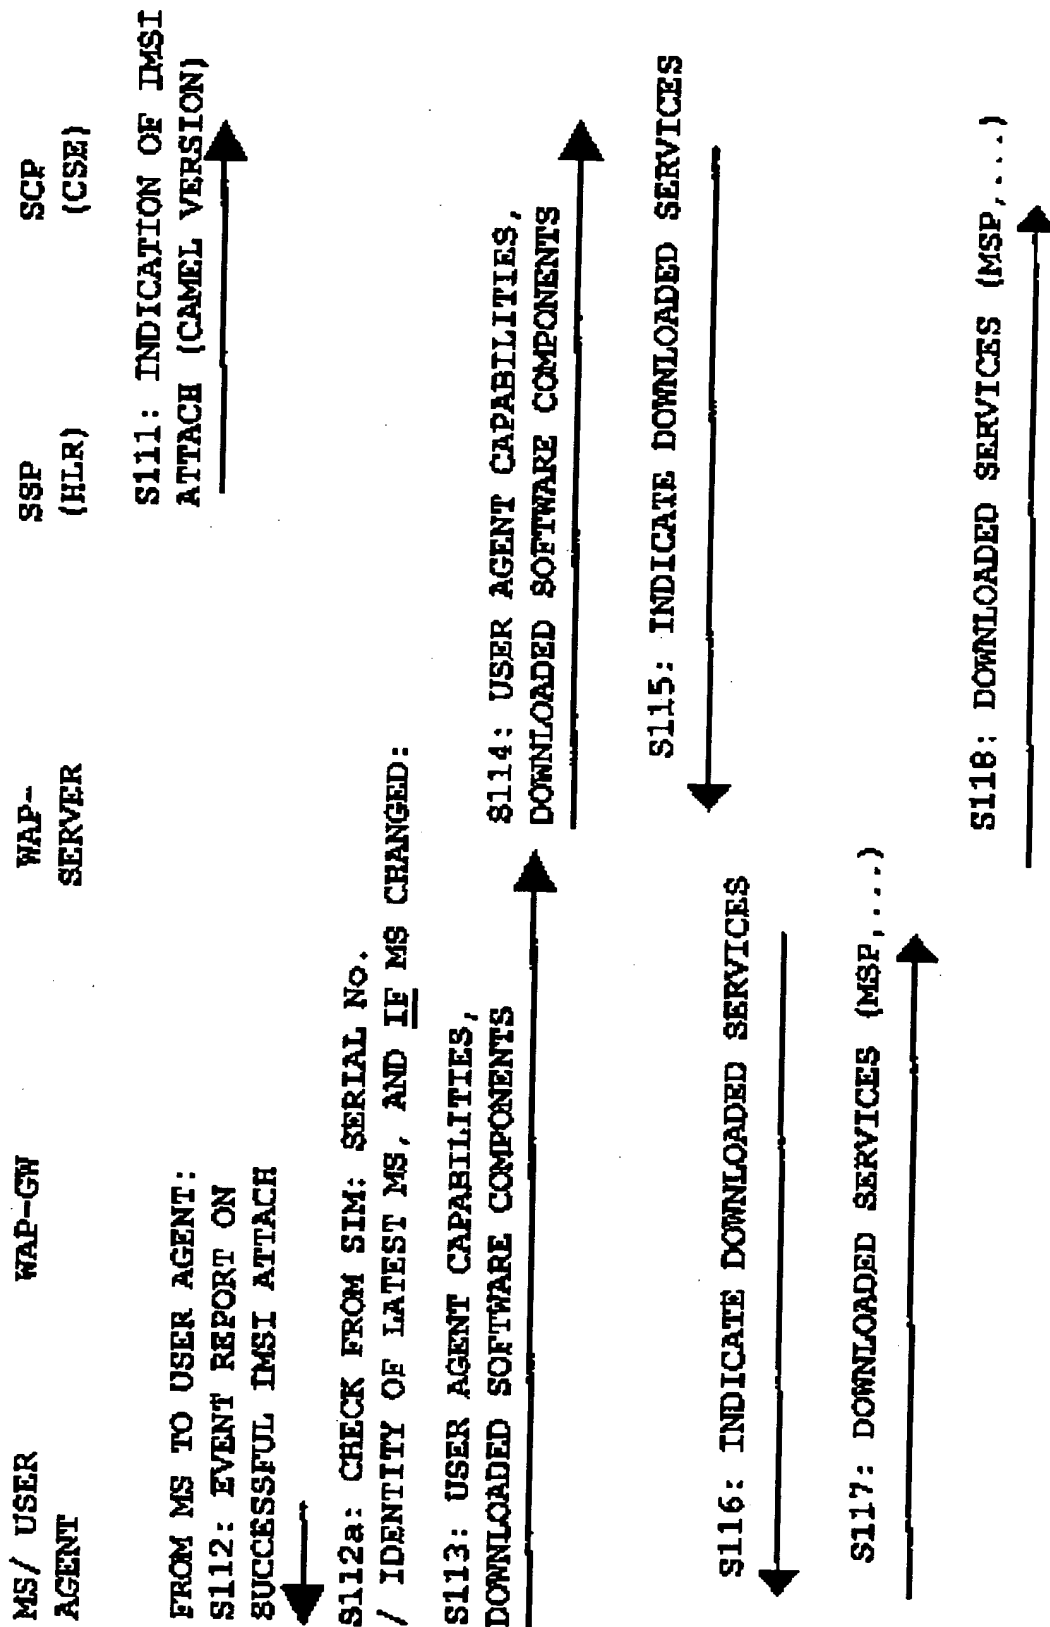 MS/ USER
AGENT
WAP-GW
WAP-
SERVER
SSP
(HLR)
SCP
(CSE)
S111: INDICATION OF IMSI
ATTACH (CAMEL VERSION)
FROM MS TO USER AGENT:
S112: EVENT REPORT ON
SUCCESSFUL IMSI ATTACH
S112a: CHECK FROM SIM: SERIAL No.
/ IDENTITY OF LATEST MS, AND IF MS CHANGED:
S113: USER AGENT CAPABILITIES,
DOWNLOADED SOFTWARE COMPONENTS
S114: USER AGENT CAPABILITIES,
DOWNLOADED SOFTWARE COMPONENTS
S115: INDICATE DOWNLOADED SERVICES
S116: INDICATE DOWNLOADED SERVICES
S117: DOWNLOADED SERVICES (MSP,...)
S118: DOWNLOADED SERVICES (MSP,...)